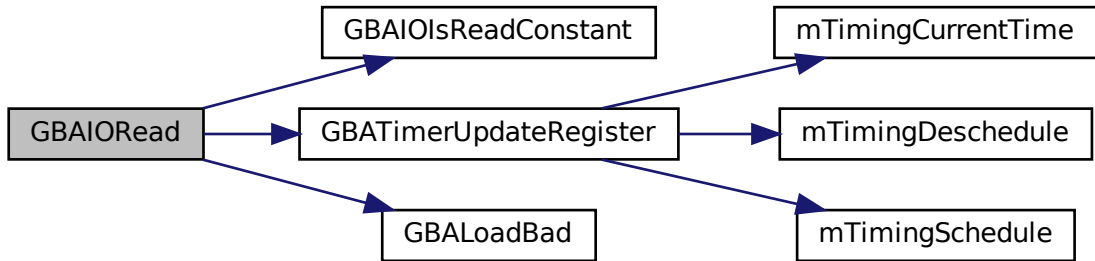 GBAIOIsReadConstant
mTimingCurrentTime
GBAIORead
GBATimerUpdateRegister
mTimingDeschedule
GBALoadBad
mTimingSchedule